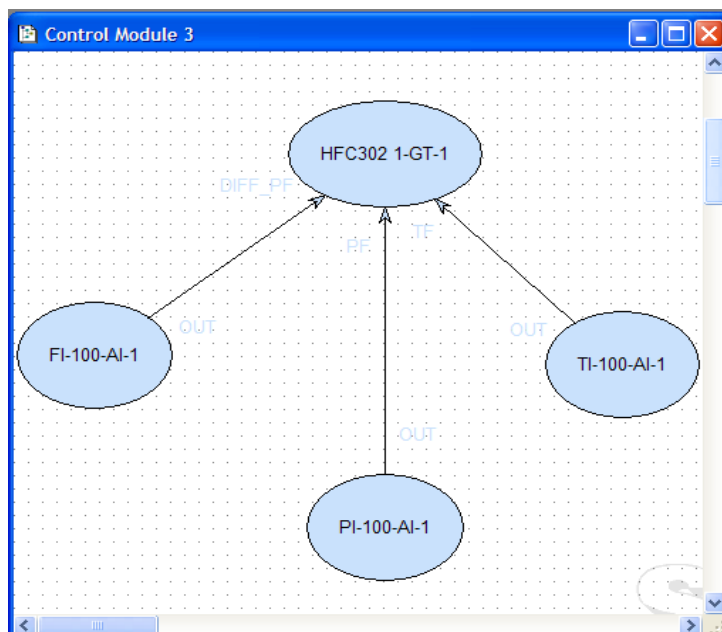 Control Module 3
HFC302 1-GT-1
DIFF_PF
PF
TF
OUT
FI-100-AI-1
OUT
TI-100-AI-1
OUT
PI-100-AI-1